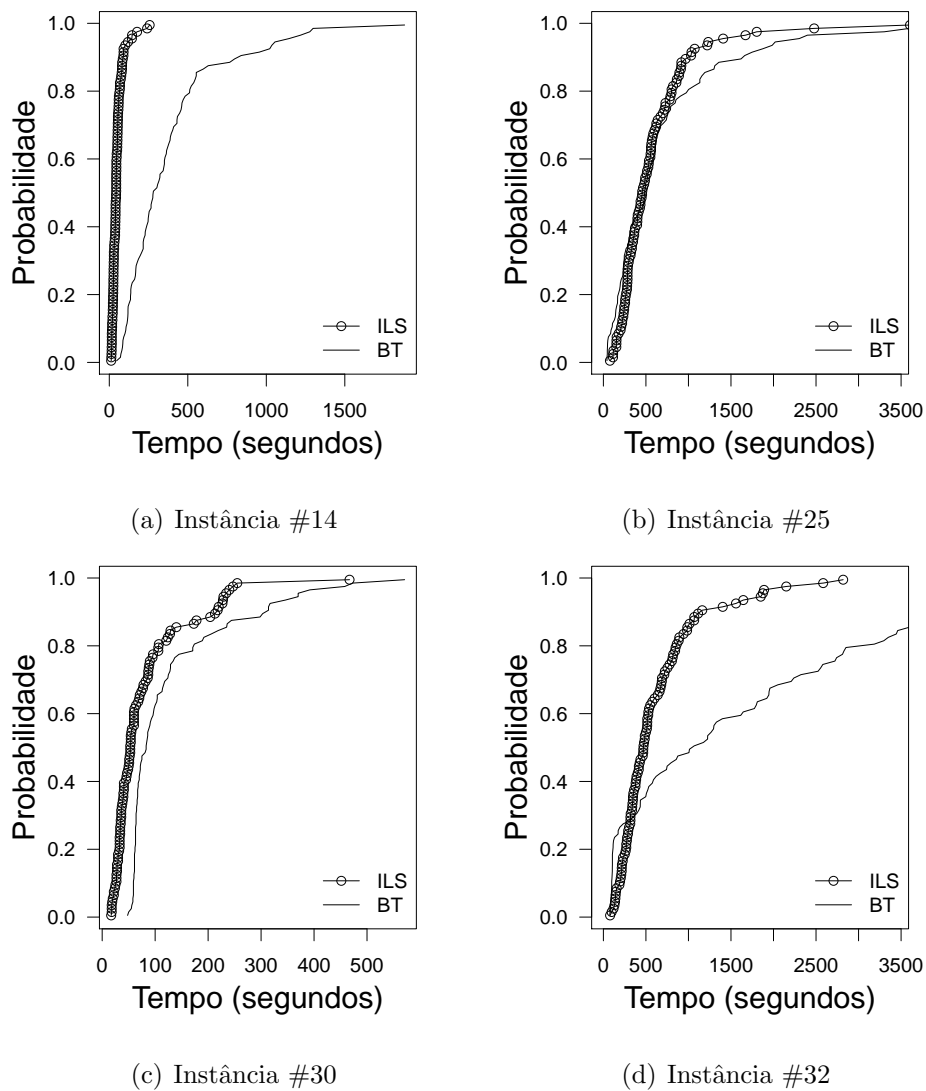 1.0
0.8
0.6
0.4
0.2
0.0
Probabilidade
ILS
BT
0 500 1000 1500
Tempo (segundos)
(a) Instância #14
1.0
0.8
0.6
0.4
0.2
0.0
Probabilidade
ILS
BT
0 500 1500 2500 3500
Tempo (segundos)
(b) Instância #25
1.0
0.8
0.6
0.4
0.2
0.0
Probabilidade
ILS
BT
0 100 200 300 400 500
Tempo (segundos)
(c) Instância #30
1.0
0.8
0.6
0.4
0.2
0.0
Probabilidade
ILS
BT
0 500 1500 2500 3500
Tempo (segundos)
(d) Instância #32